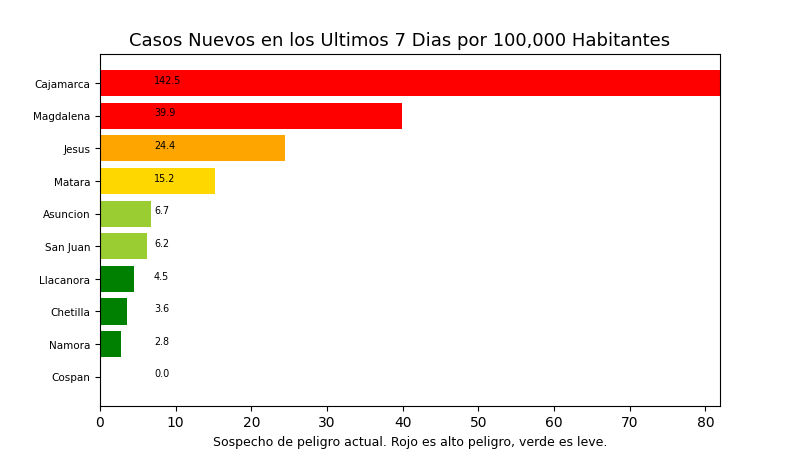 Casos Nuevos en los Ultimos 7 Dias por 100,000 Habitantes
Cajamarca 142.5
Magdalena 39.9
Jesus 24.4
Matara 15.2
Asuncion 6.7
San Juan 6.2
Llacanora 4.5
Chetilla 3.6
Namora 2.8
Cospan 0.0
0 10 20 30 40 50 60 70 80
Sospecho de peligro actual. Rojo es alto peligro, verde es leve.